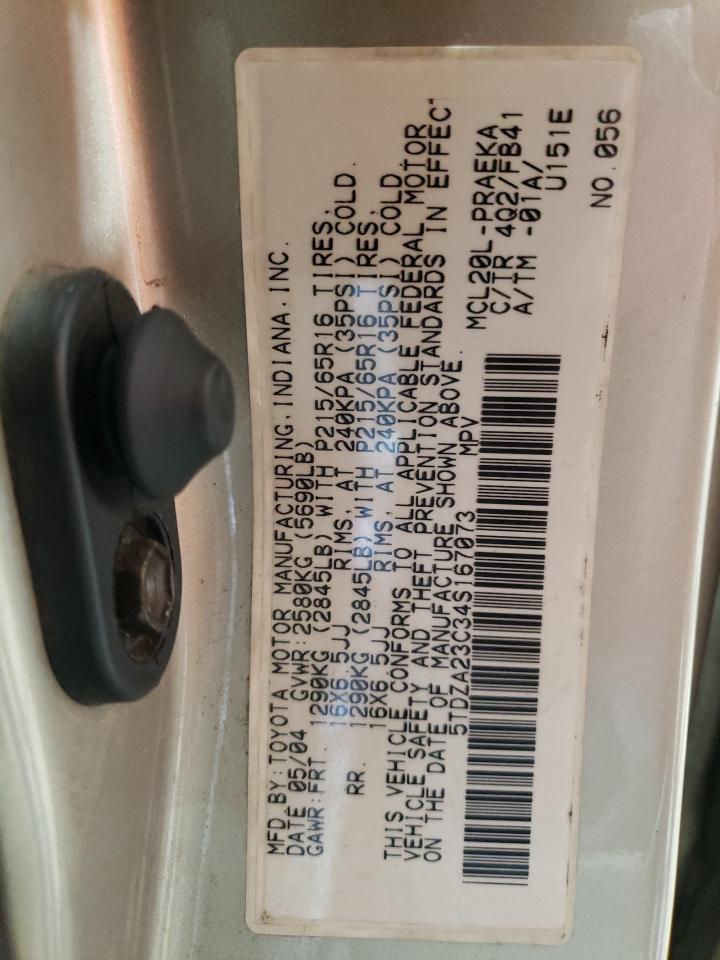 MFD. BY: TOYOTA MOTOR MANUFACTURING, INDIANA, INC.
DATE 05/04 GVWR: 2580KG (5690LB)
GAWR: FRT. 1290KG (2845LB) WITH P215/65R16 TIRES,
16X6.5JJ RIMS, AT 240KPA (35PSI) COLD.
RR. 1290KG (2845LB) WITH P215/65R16 TIRES,
16X6.5JJ RIMS, AT 240KPA (35PSI) COLD
THIS VEHICLE CONFORMS TO ALL APPLICABLE FEDERAL MOTOR
VEHICLE SAFETY AND THEFT PREVENTION STANDARDS IN EFFECT
ON THE DATE OF MANUFACTURE SHOWN ABOVE.
5TDZA23C34S167073 MPV
MCL20L-PRAEKA
C/TR 4Q2/FB41
A/TM -01A/
U151E
NO. 056